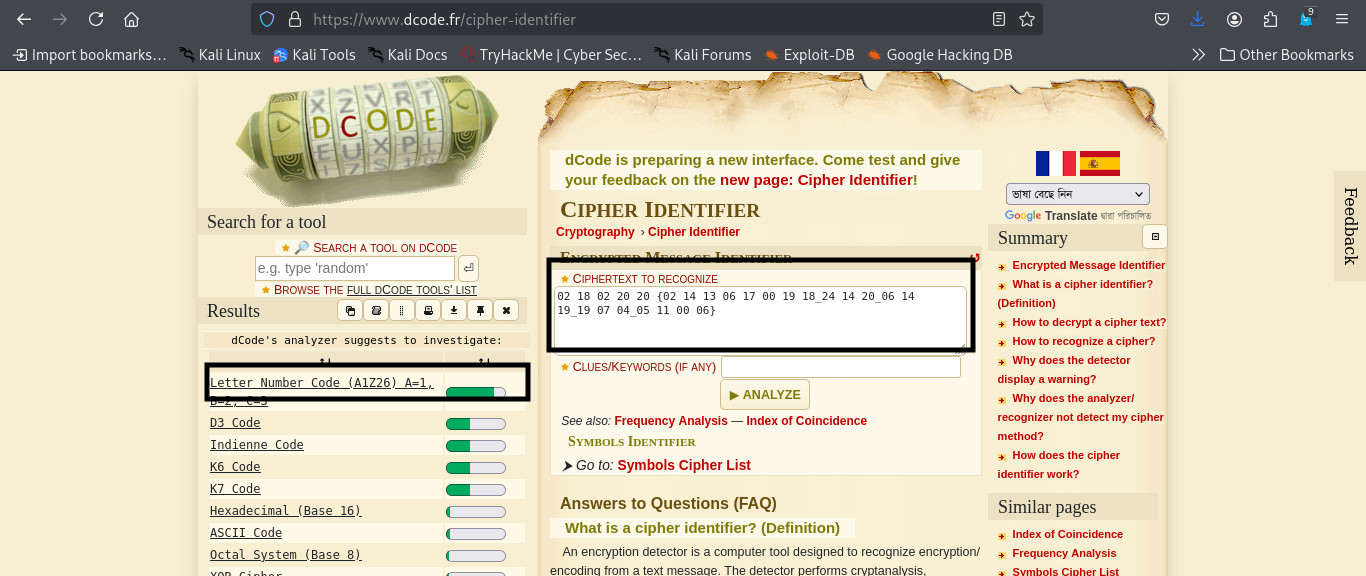 https://www.dcode.fr/cipher-identifier
9
Import bookmarks…
Kali Linux
Kali Tools
Kali Docs
TryHackMe | Cyber Sec…
Kali Forums
Exploit-DB
Google Hacking DB
Other Bookmarks
DCODE
Search for a tool
SEARCH A TOOL ON DCODE
e.g. type 'random'
BROWSE THE FULL DCODE TOOLS' LIST
Results
dCode's analyzer suggests to investigate:
Letter Number Code (A1Z26) A=1,
B=2, C=3
D3 Code
Indienne Code
K6 Code
K7 Code
Hexadecimal (Base 16)
ASCII Code
Octal System (Base 8)
XOR Cipher
dCode is preparing a new interface. Come test and give
your feedback on the new page: Cipher Identifier!
CIPHER IDENTIFIER
Cryptography › Cipher Identifier
ENCRYPTED MESSAGE IDENTIFIER
CIPHERTEXT TO RECOGNIZE
02 18 02 20 20 {02 14 13 06 17 00 19 18_24 14 20_06 14
19_19 07 04_05 11 00 06}
CLUES/KEYWORDS (IF ANY)
▶ ANALYZE
See also: Frequency Analysis — Index of Coincidence
SYMBOLS IDENTIFIER
⮞ Go to: Symbols Cipher List
Answers to Questions (FAQ)
What is a cipher identifier? (Definition)
An encryption detector is a computer tool designed to recognize encryption/
encoding from a text message. The detector performs cryptanalysis,
ভাষা বেছে নিন
Google Translate দ্বারা পরিচালিত
Summary
Encrypted Message Identifier
What is a cipher identifier?
(Definition)
How to decrypt a cipher text?
How to recognize a cipher?
Why does the detector
display a warning?
Why does the analyzer/
recognizer not detect my cipher
method?
How does the cipher
identifier work?
Similar pages
Index of Coincidence
Frequency Analysis
Symbols Cipher List
Feedback